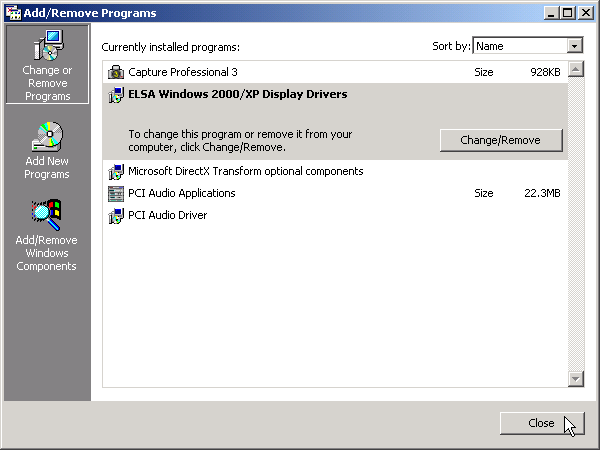 Add/Remove Programs
Change or
Remove
Programs
Add New
Programs
Add/Remove
Windows
Components
Currently installed programs:
Sort by: Name
Capture Professional 3 Size 928KB
ELSA Windows 2000/XP Display Drivers
To change this program or remove it from your
computer, click Change/Remove.
Change/Remove
Microsoft DirectX Transform optional components
PCI Audio Applications Size 22.3MB
PCI Audio Driver
Close